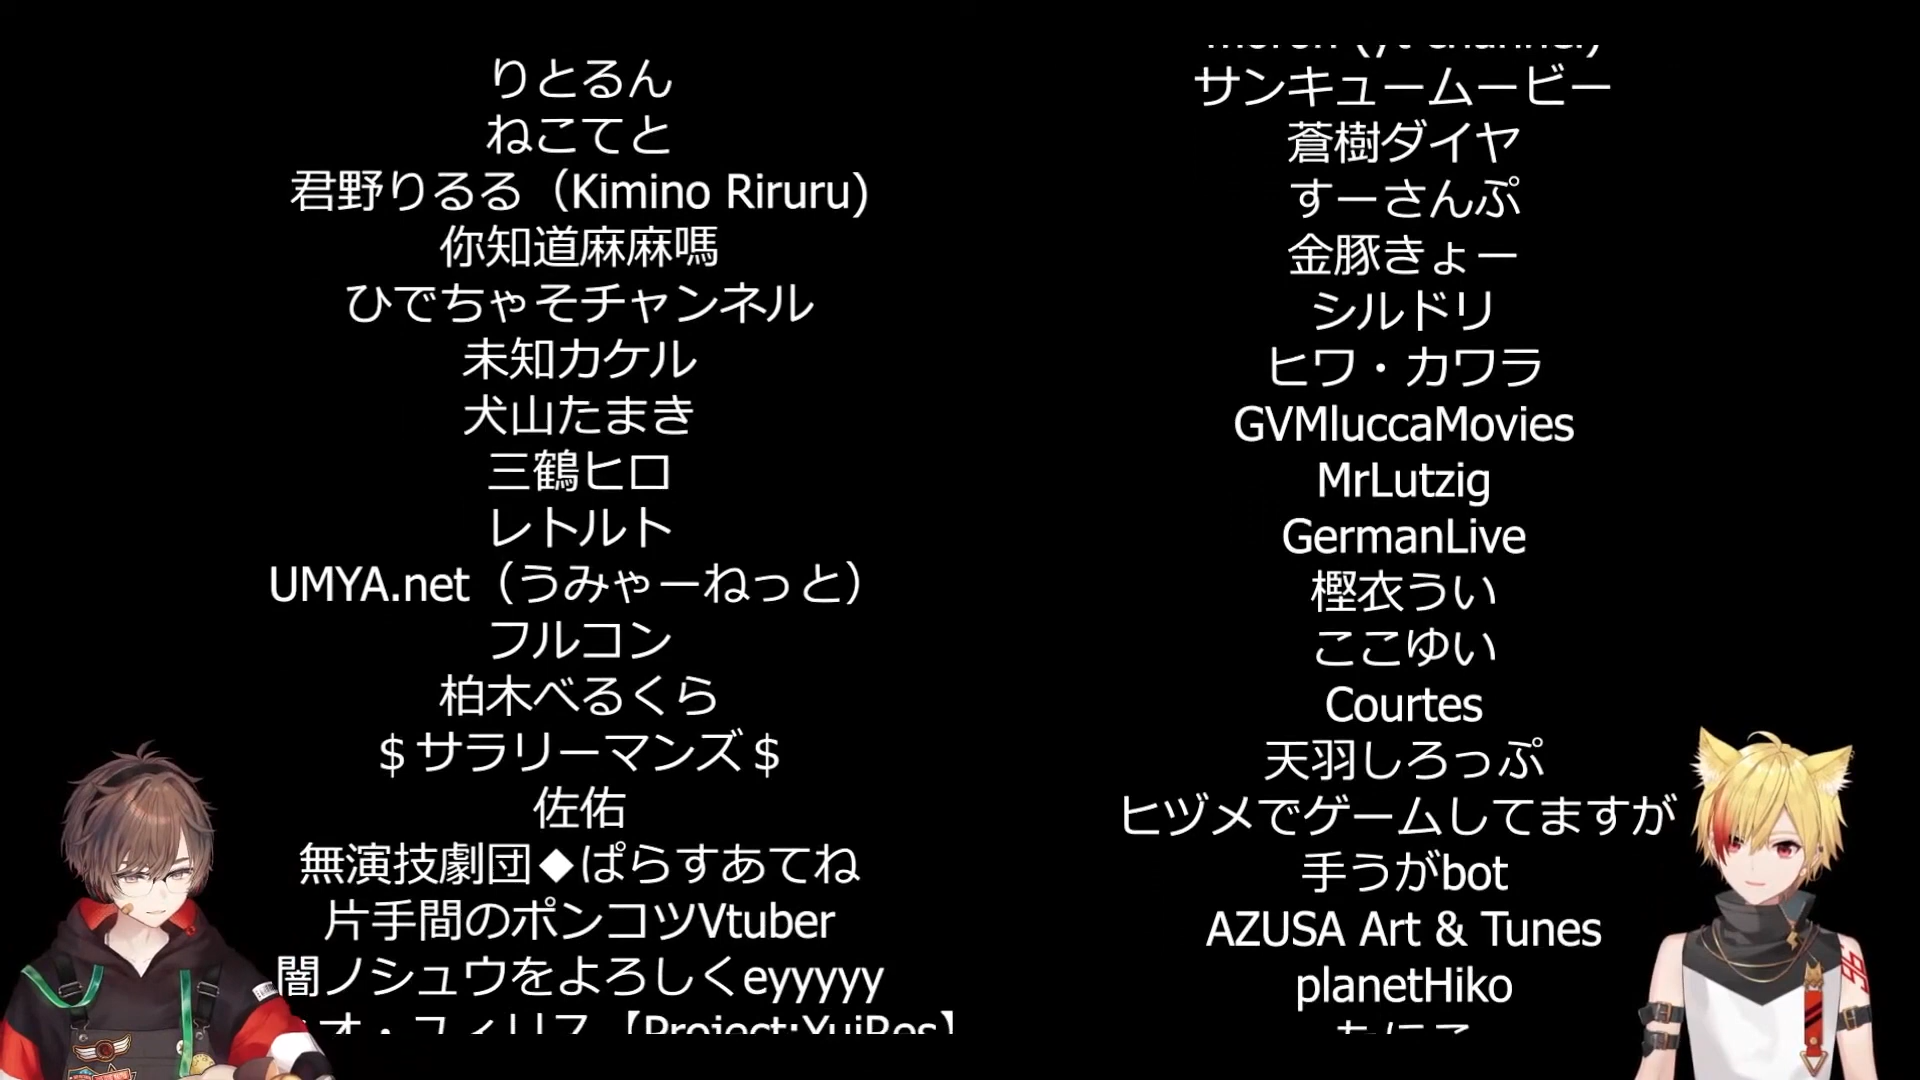 りとるん
ねこてと
君野りるる（Kimino Riruru)
你知道麻麻嗎
ひでちゃそチャンネル
未知カケル
犬山たまき
三鶴ヒロ
レトルト
UMYA.net（うみゃーねっと）
フルコン
柏木べるくら
＄サラリーマンズ＄
佐佑
無演技劇団◆ぱらすあてね
片手間のポンコツVtuber
闇ノシュウをよろしくeyyyyy
オ・ユィリス【Project:YuiRes】
サンキュームービー
蒼樹ダイヤ
すーさんぷ
金豚きょー
シルドリ
ヒワ・カワラ
GVMluccaMovies
MrLutzig
GermanLive
樫衣うい
ここゆい
Courtes
天羽しろっぷ
ヒヅメでゲームしてますが
手うがbot
AZUSA Art & Tunes
planetHiko